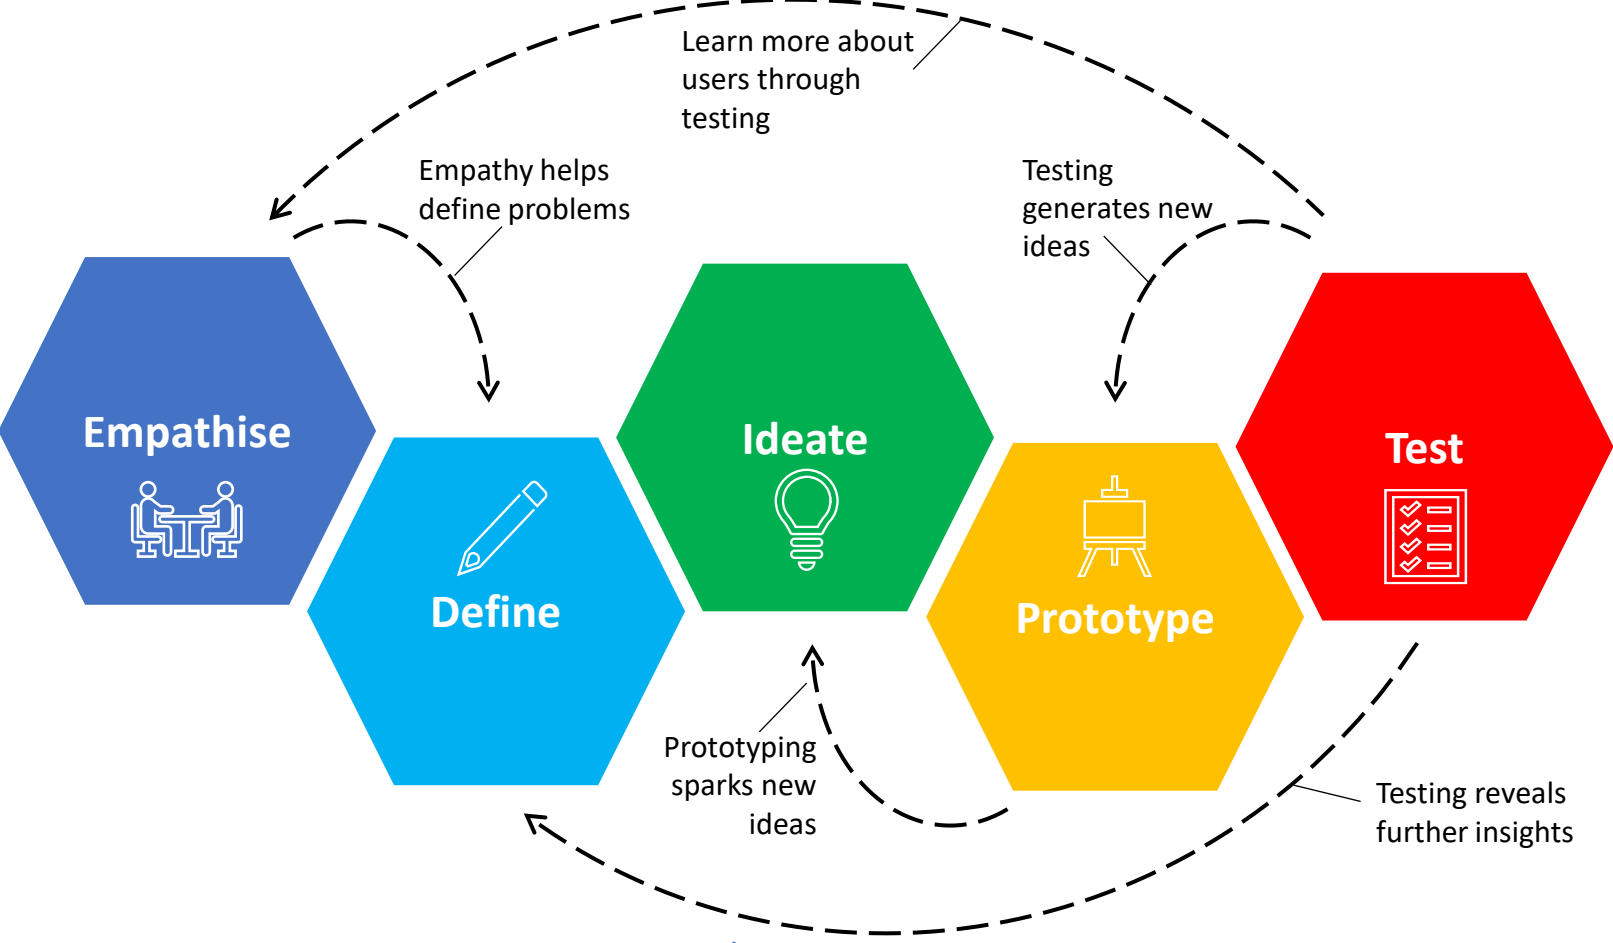 Learn more about
users through
testing
Empathy helps
define problems
Testing
generates new
ideas
Empathise
Define
Ideate
Prototype
Test
Prototyping
sparks new
ideas
Testing reveals
further insights